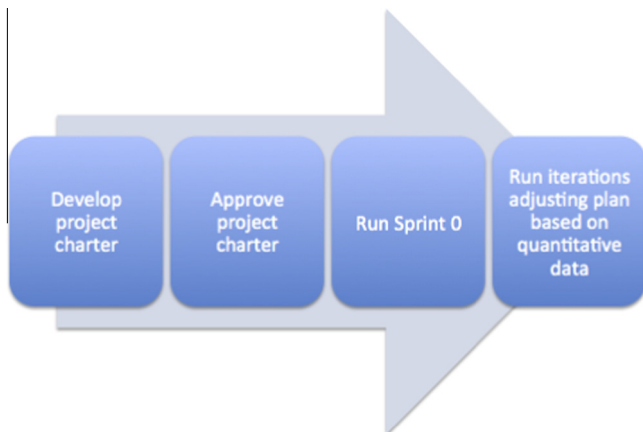 Develop
project
charter
Approve
project
charter
Run Sprint 0
Run iterations
adjusting plan
based on
quantitative
data